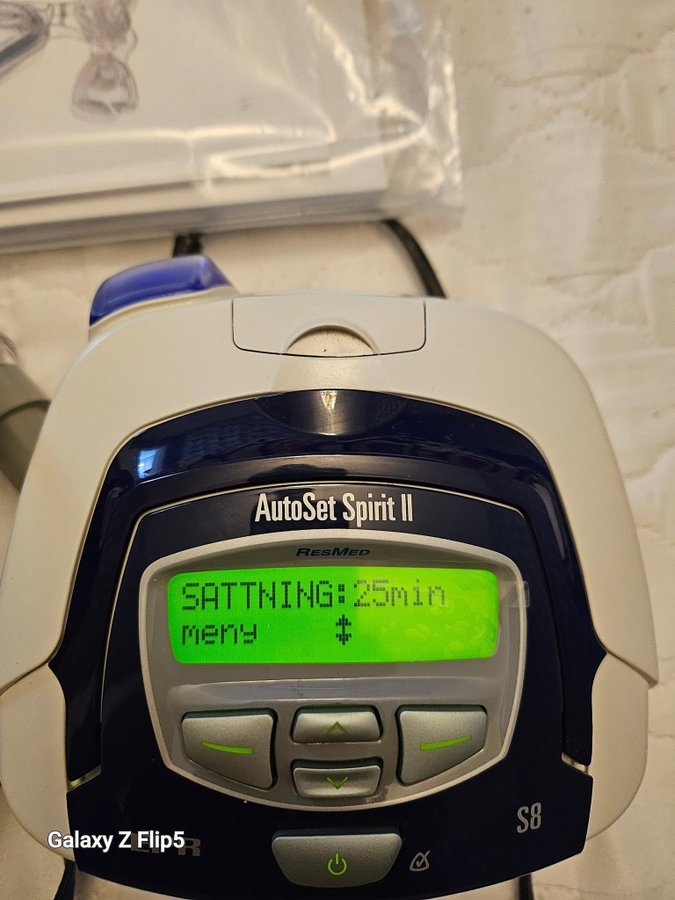 AutoSet Spirit II
RESMED
SATTNING:25min
meny
S8
Galaxy Z Flip5